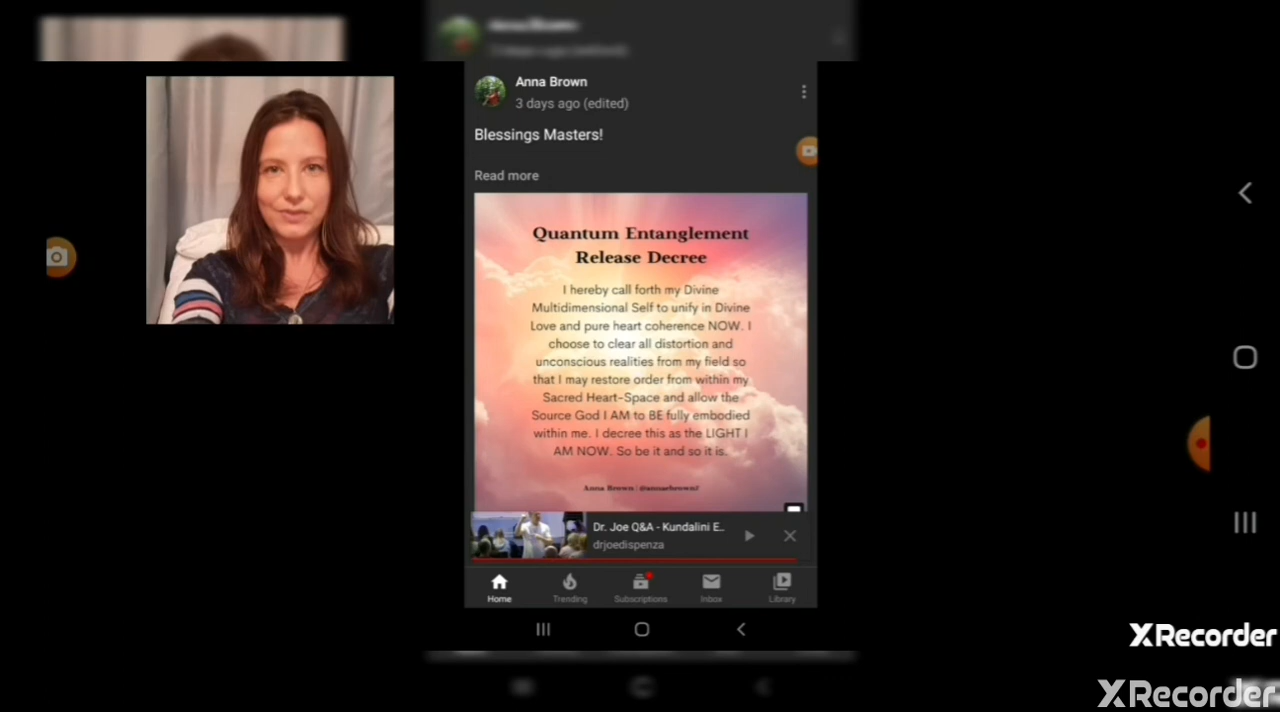 Anna Brown
3 days ago (edited)
Blessings Masters!
Read more
Quantum Entanglement
Release Decree
I hereby call forth my Divine
Multidimensional Self to unify in Divine
Love and pure heart coherence NOW. I
choose to clear all distortion and
unconscious realities from my field so
that I may restore order from within my
Sacred Heart-Space and allow the
Source God I AM to BE fully embodied
within me. I decree this as the LIGHT I
AM NOW. So be it and so it is.
Anna Brown
Dr. Joe Q&A - Kundalini E..
drjoedispenza
Home
Trending
Subscriptions
Inbox
Library
XRecorder
XRecorder